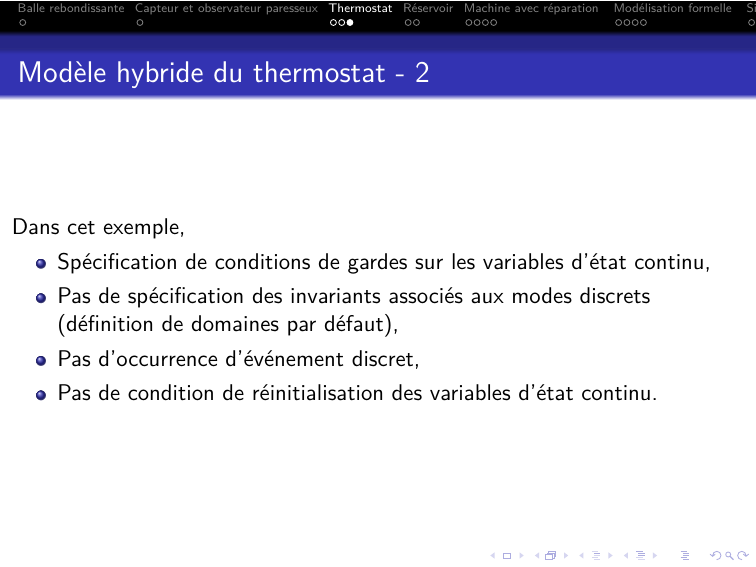 Balle rebondissante Capteur et observateur paresseux Thermostat Réservoir Machine avec réparation Modélisation formelle Si
Modèle hybride du thermostat - 2
Dans cet exemple,
Spécification de conditions de gardes sur les variables d'état continu,
Pas de spécification des invariants associés aux modes discrets
(définition de domaines par défaut),
Pas d'occurrence d'événement discret,
Pas de condition de réinitialisation des variables d'état continu.